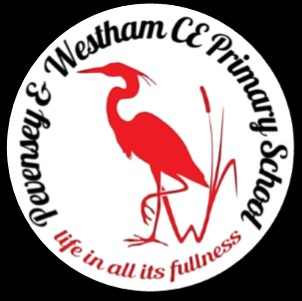 Pevensey & Westham CE Primary School
life in all its fullness